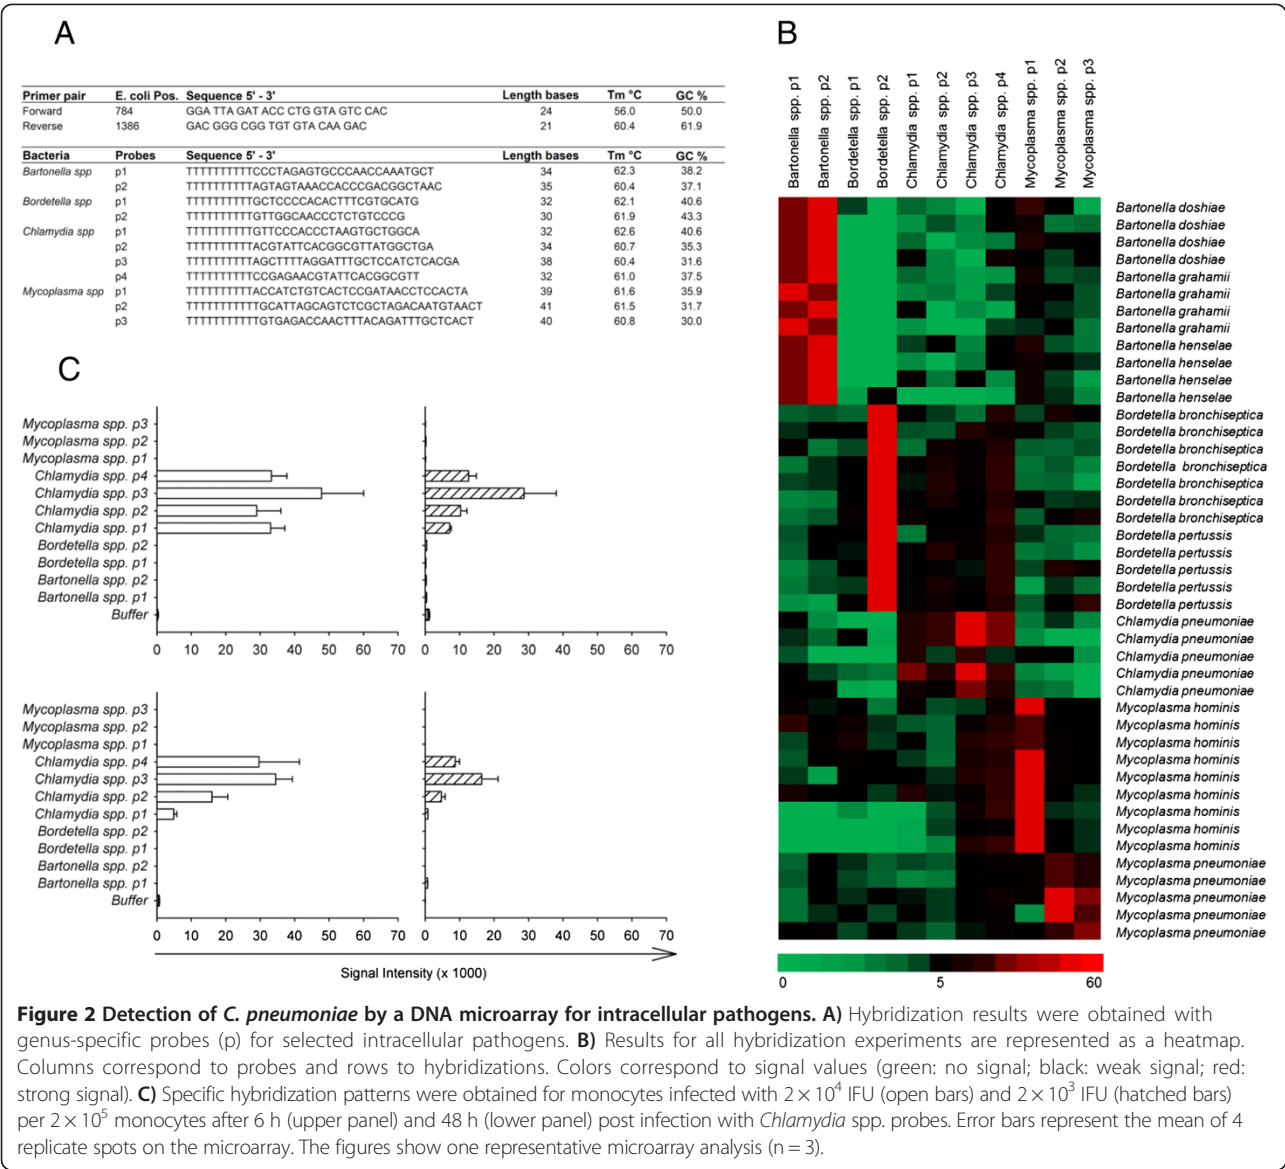 A
Primer pair E. coli Pos. Sequence 5' - 3' Length bases Tm °C GC %
Forward 784 GGA TTA GAT ACC CTG GTA GTC CAC 24 56.0 50.0
Reverse 1386 GAC GGG CGG TGT GTA CAA GAC 21 60.4 61.9
Bacteria Probes Sequence 5' - 3' Length bases Tm °C GC %
Bartonella spp p1 TTTTTTTTTTCCCTAGAGTGCCCAACCAAATGCT 34 62.3 38.2
p2 TTTTTTTTTTAGTAGTAAACCACCCGACGGCTAAC 35 60.4 37.1
Bordetella spp p1 TTTTTTTTTTGCTCCCCACACTTTCGTGCATG 32 62.1 40.6
p2 TTTTTTTTTTGTTGGCAACCCTCTGTCCCG 30 61.9 43.3
Chlamydia spp p1 TTTTTTTTTTGTTCCCACCCTAAGTGCTGGCA 32 62.6 40.6
p2 TTTTTTTTTTACGTATTCACGGCGTTATGGCTGA 34 60.7 35.3
p3 TTTTTTTTTTAGCTTTTAGGATTTGCTCCATCTCACGA 38 60.4 31.6
p4 TTTTTTTTTTCCGAGAACGTATTCACGGCGTT 32 61.0 37.5
Mycoplasma spp p1 TTTTTTTTTTACCATCTGTCACTCCGATAACCTCCACTA 39 61.6 35.9
p2 TTTTTTTTTTGCATTAGCAGTCTCGCTAGACAATGTAACT 41 61.5 31.7
p3 TTTTTTTTTTTGTGAGACCAACTTTACAGATTTGCTCACT 40 60.8 30.0
B
Bartonella spp. p1
Bartonella spp. p2
Bordetella spp. p1
Bordetella spp. p2
Chlamydia spp. p1
Chlamydia spp. p2
Chlamydia spp. p3
Chlamydia spp. p4
Mycoplasma spp. p1
Mycoplasma spp. p2
Mycoplasma spp. p3
Bartonella doshiae
Bartonella doshiae
Bartonella doshiae
Bartonella doshiae
Bartonella grahamii
Bartonella grahamii
Bartonella grahamii
Bartonella grahamii
Bartonella henselae
Bartonella henselae
Bartonella henselae
Bartonella henselae
Bordetella bronchiseptica
Bordetella bronchiseptica
Bordetella bronchiseptica
Bordetella bronchiseptica
Bordetella bronchiseptica
Bordetella bronchiseptica
Bordetella bronchiseptica
Bordetella pertussis
Bordetella pertussis
Bordetella pertussis
Bordetella pertussis
Bordetella pertussis
Chlamydia pneumoniae
Chlamydia pneumoniae
Chlamydia pneumoniae
Chlamydia pneumoniae
Chlamydia pneumoniae
Mycoplasma hominis
Mycoplasma hominis
Mycoplasma hominis
Mycoplasma hominis
Mycoplasma hominis
Mycoplasma hominis
Mycoplasma hominis
Mycoplasma hominis
Mycoplasma hominis
Mycoplasma pneumoniae
Mycoplasma pneumoniae
Mycoplasma pneumoniae
Mycoplasma pneumoniae
Mycoplasma pneumoniae
0 5 60
C
Mycoplasma spp. p3
Mycoplasma spp. p2
Mycoplasma spp. p1
Chlamydia spp. p4
Chlamydia spp. p3
Chlamydia spp. p2
Chlamydia spp. p1
Bordetella spp. p2
Bordetella spp. p1
Bartonella spp. p2
Bartonella spp. p1
Buffer
0 10 20 30 40 50 60 70 0 10 20 30 40 50 60 70
Mycoplasma spp. p3
Mycoplasma spp. p2
Mycoplasma spp. p1
Chlamydia spp. p4
Chlamydia spp. p3
Chlamydia spp. p2
Chlamydia spp. p1
Bordetella spp. p2
Bordetella spp. p1
Bartonella spp. p2
Bartonella spp. p1
Buffer
0 10 20 30 40 50 60 70 0 10 20 30 40 50 60 70
Signal Intensity (x 1000)
Figure 2 Detection of C. pneumoniae by a DNA microarray for intracellular pathogens. A) Hybridization results were obtained with
genus-specific probes (p) for selected intracellular pathogens. B) Results for all hybridization experiments are represented as a heatmap.
Columns correspond to probes and rows to hybridizations. Colors correspond to signal values (green: no signal; black: weak signal; red:
strong signal). C) Specific hybridization patterns were obtained for monocytes infected with 2 × 10⁴ IFU (open bars) and 2 × 10³ IFU (hatched bars)
per 2 × 10⁵ monocytes after 6 h (upper panel) and 48 h (lower panel) post infection with Chlamydia spp. probes. Error bars represent the mean of 4
replicate spots on the microarray. The figures show one representative microarray analysis (n = 3).